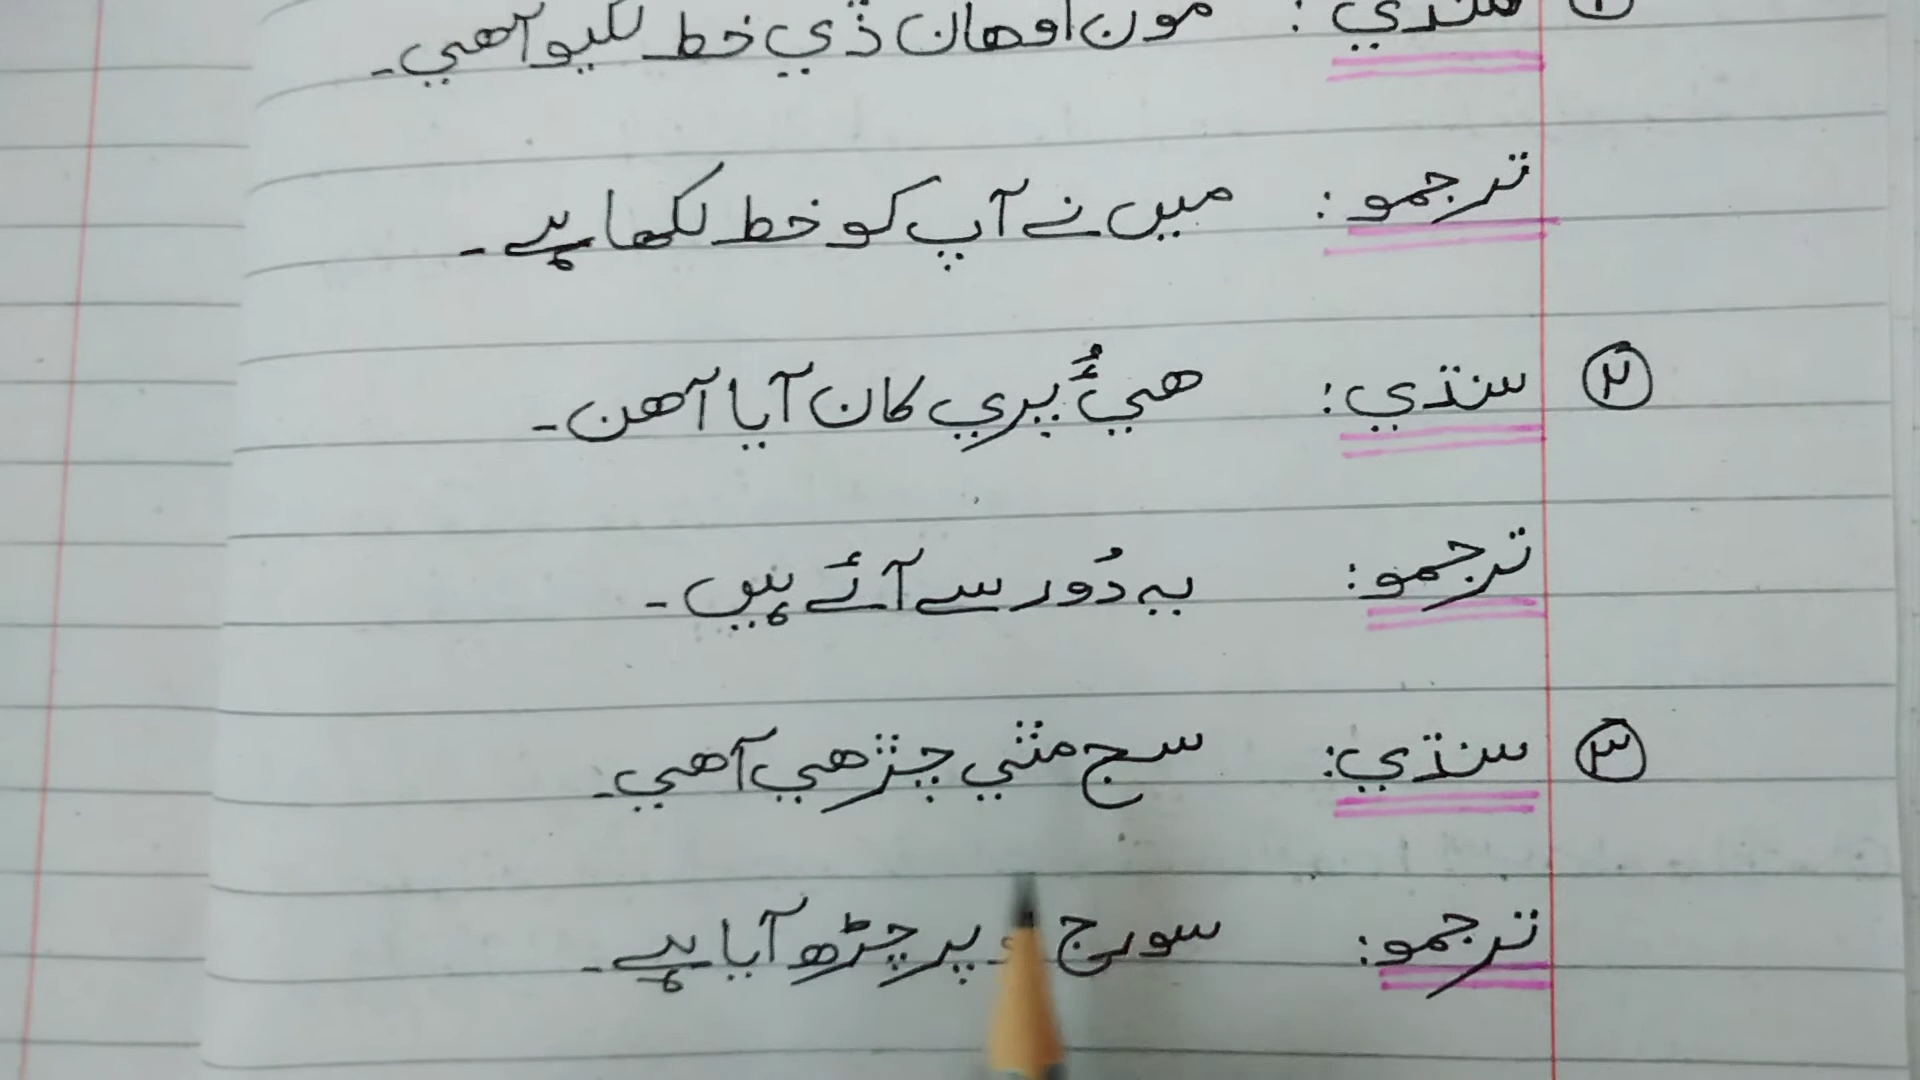 ① سنڌي: مون اوهان ڏي خط لکيو آهي۔
ترجمو: میں نے آپ کو خط لکھا ہے۔
② سنڌي: هيءُ پري کان آيا آهن۔
ترجمو: یہ دُور سے آئے ہیں۔
③ سنڌي: سج مٿي چڙهي آهي۔
ترجمو: سورج پر چڑھ آیا ہے۔